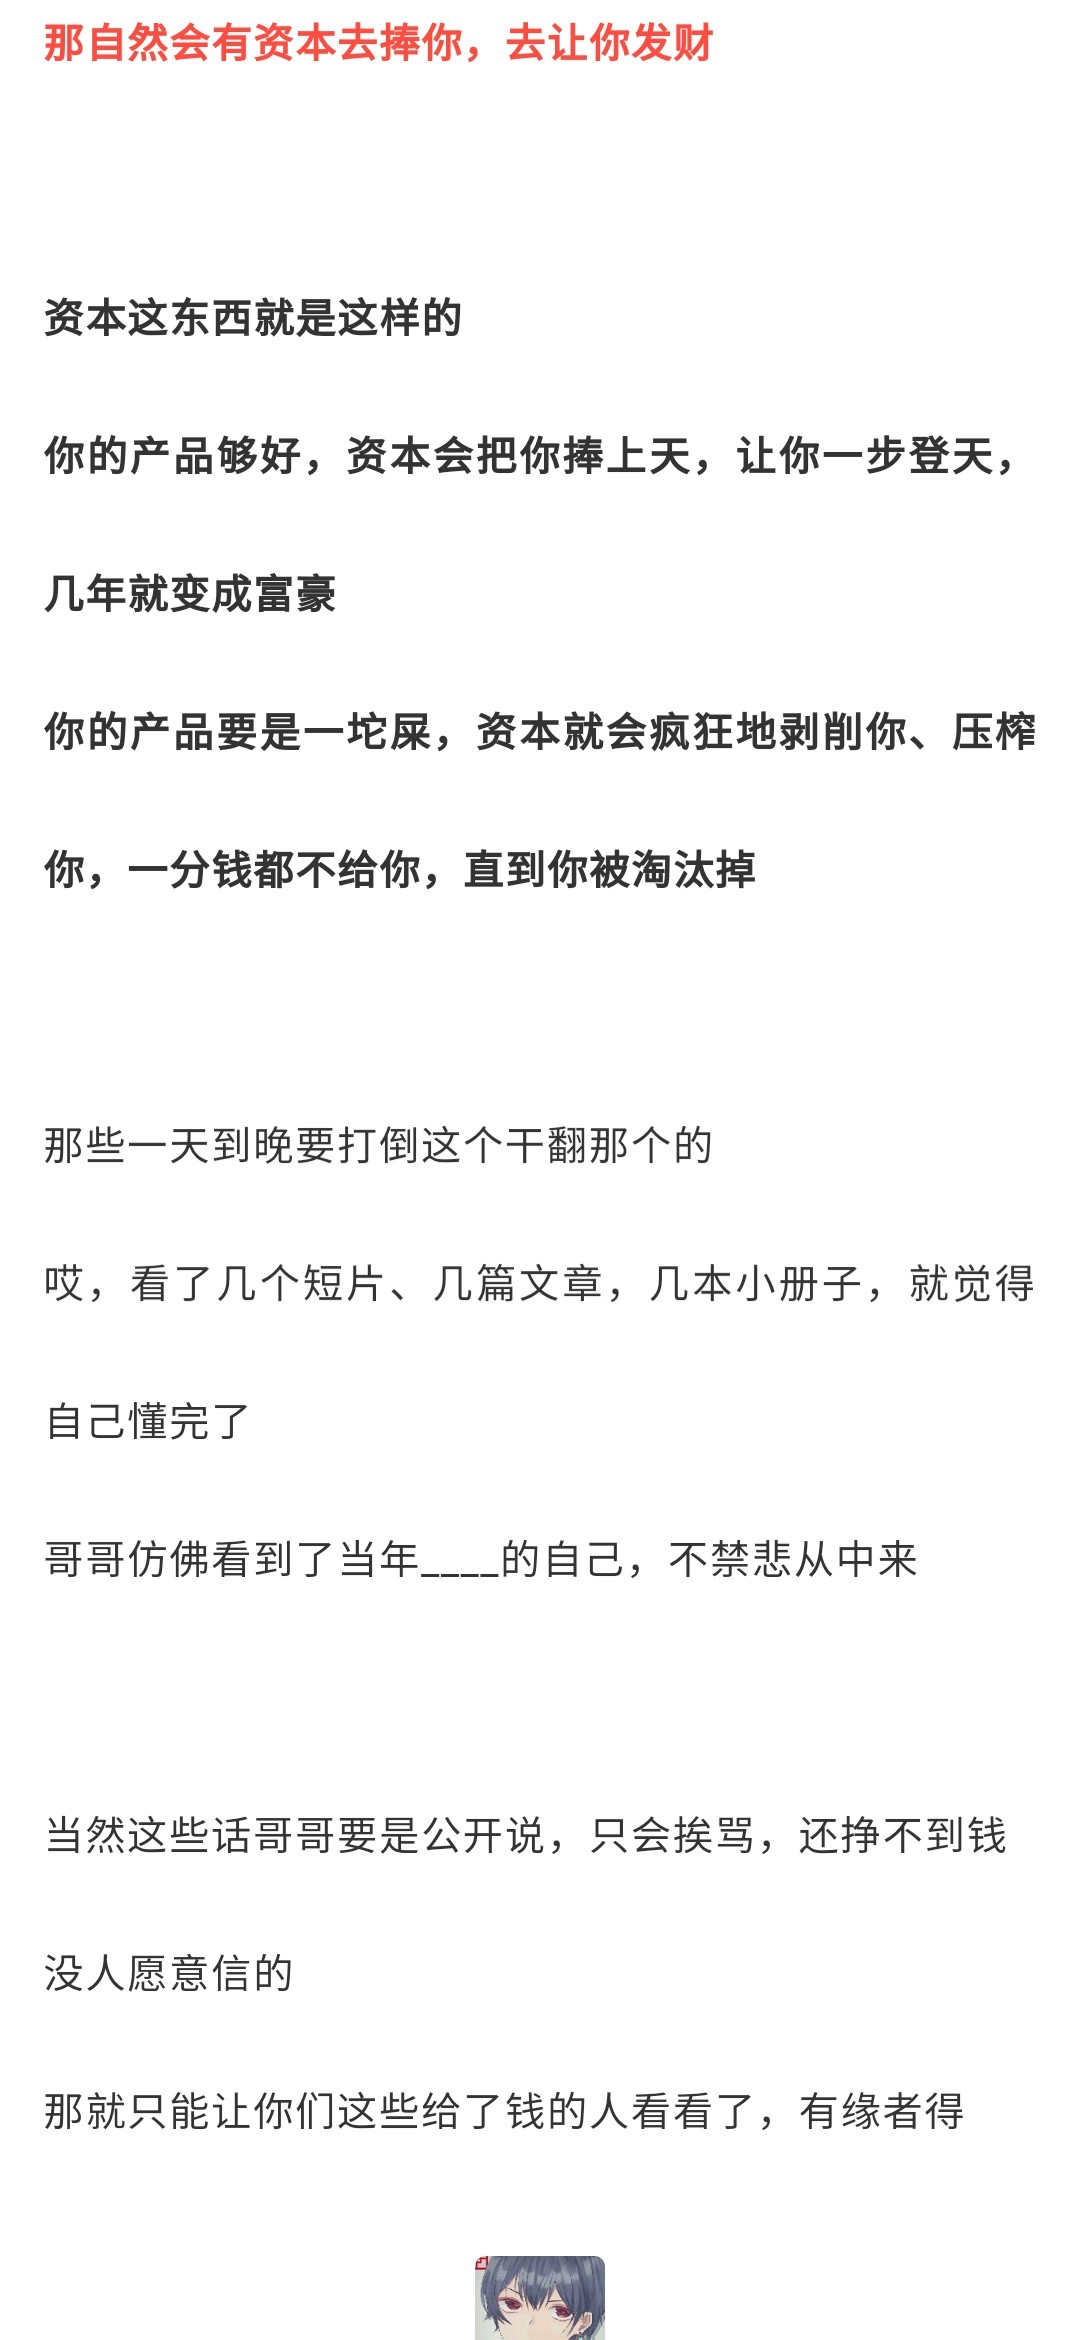 那自然会有资本去捧你，去让你发财
资本这东西就是这样的
你的产品够好，资本会把你捧上天，让你一步登天，
几年就变成富豪
你的产品要是一坨屎，资本就会疯狂地剥削你、压榨
你，一分钱都不给你，直到你被淘汰掉
那些一天到晚要打倒这个干翻那个的
哎，看了几个短片、几篇文章，几本小册子，就觉得
自己懂完了
哥哥仿佛看到了当年____的自己，不禁悲从中来
当然这些话哥哥要是公开说，只会挨骂，还挣不到钱
没人愿意信的
那就只能让你们这些给了钱的人看看了，有缘者得